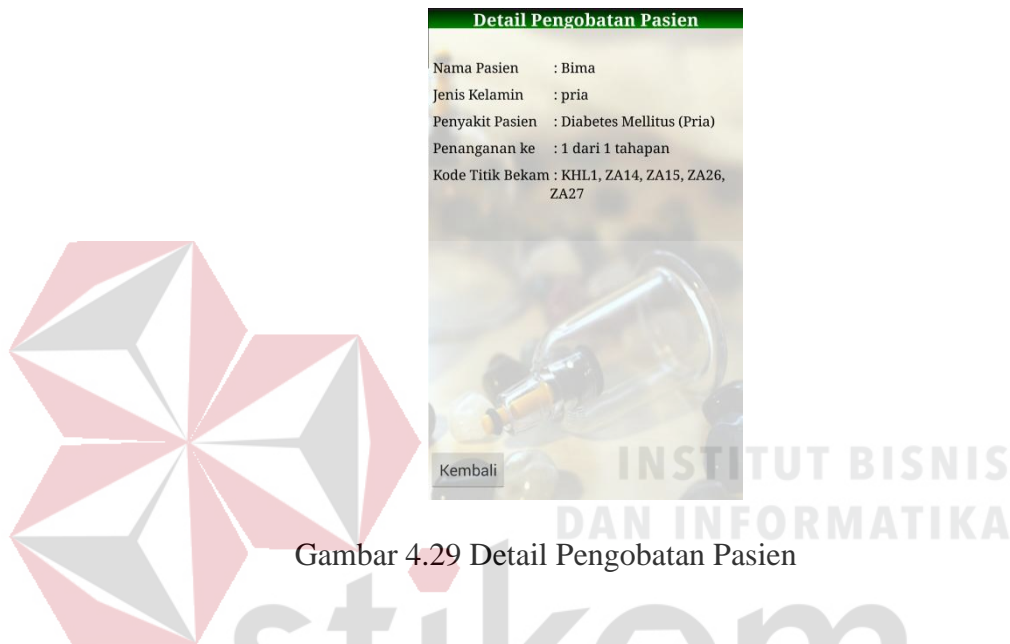 Detail Pengobatan Pasien
Nama Pasien : Bima
Jenis Kelamin : pria
Penyakit Pasien : Diabetes Mellitus (Pria)
Penanganan ke : 1 dari 1 tahapan
Kode Titik Bekam : KHL1, ZA14, ZA15, ZA26,
ZA27
Kembali
INSTITUT BISNIS
DAN INFORMATIKA
Gambar 4.29 Detail Pengobatan Pasien
stikom